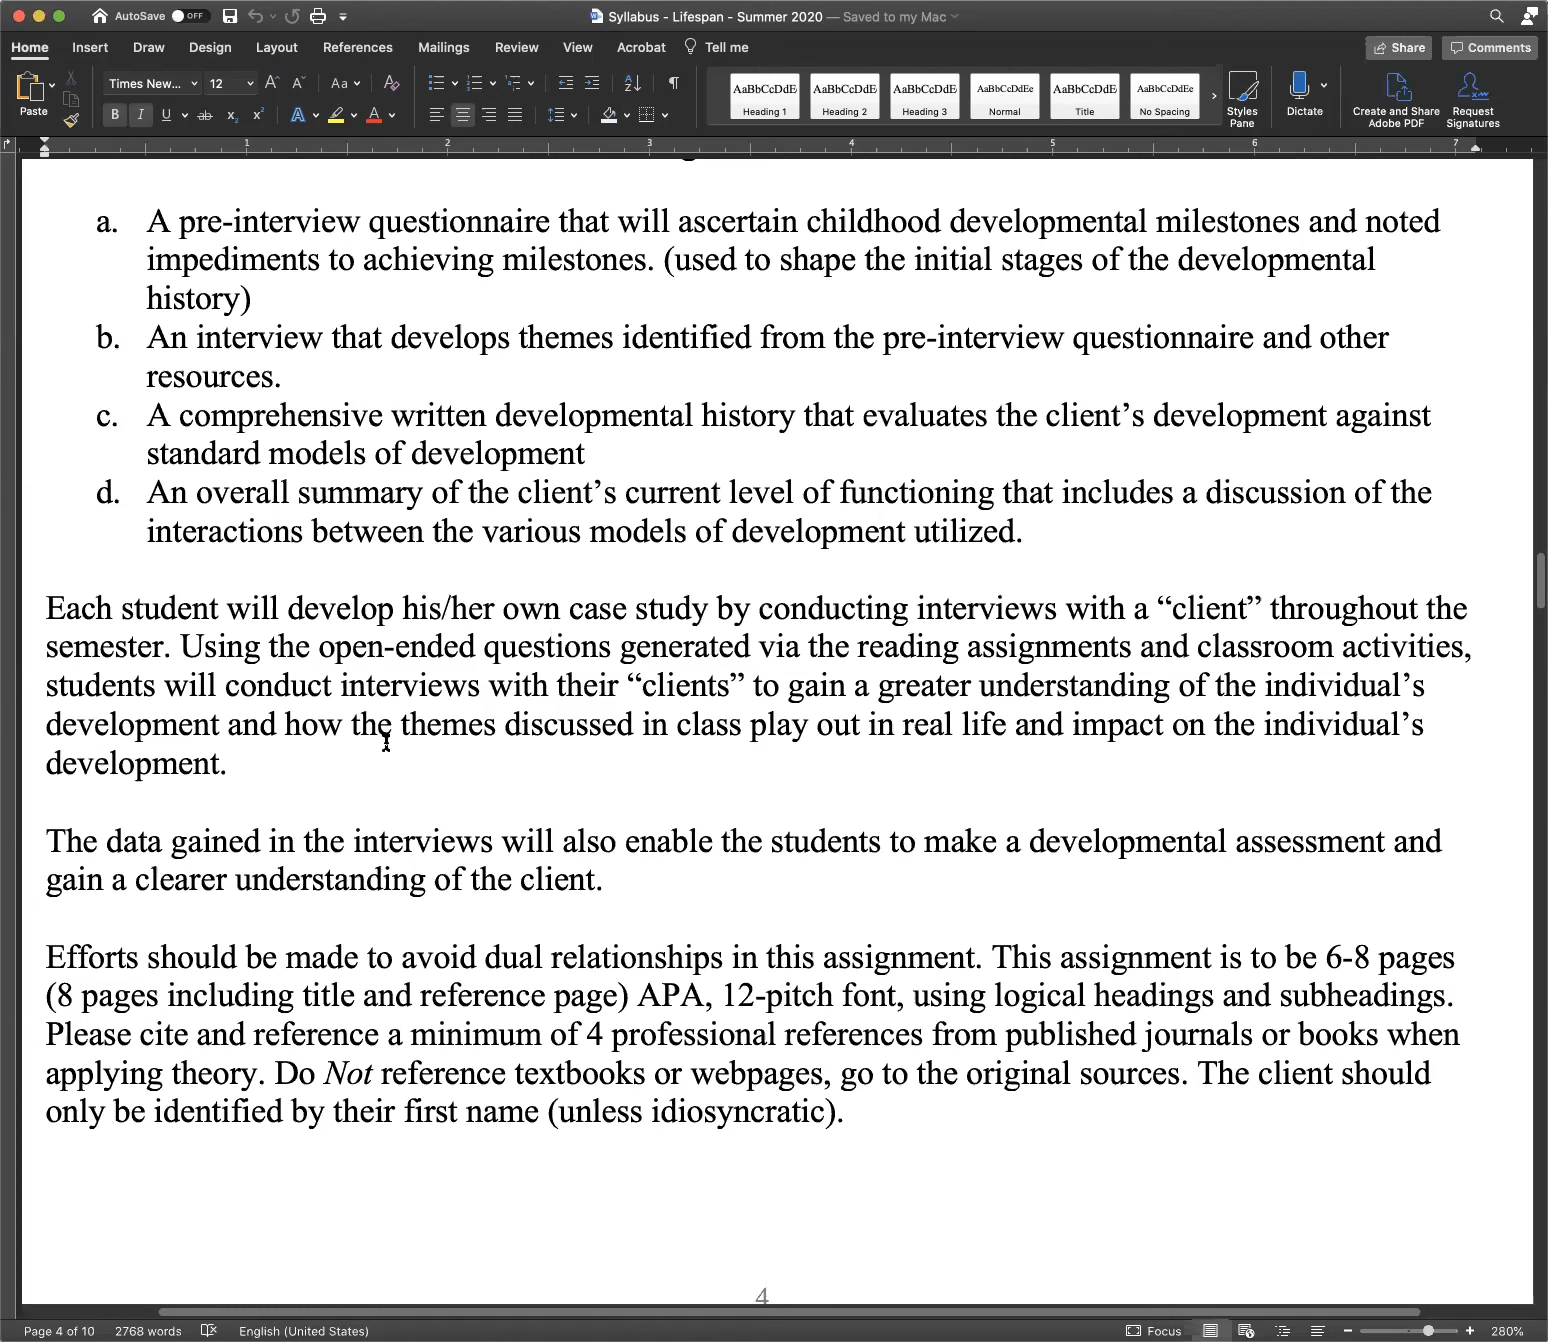 AutoSave OFF Syllabus - Lifespan - Summer 2020 — Saved to my Mac
Home Insert Draw Design Layout References Mailings Review View Acrobat Tell me Share Comments
Paste Times New... 12 Aa
B I U ab x2 x2 A A
AaBbCcDdE AaBbCcDdE AaBbCcDdE AaBbCcDdEe AaBbCcDdE AaBbCcDdEe
Heading 1 Heading 2 Heading 3 Normal Title No Spacing
Styles Pane Dictate Create and Share Adobe PDF Request Signatures
1 2 3 4 5 6 7
a. A pre-interview questionnaire that will ascertain childhood developmental milestones and noted
impediments to achieving milestones. (used to shape the initial stages of the developmental
history)
b. An interview that develops themes identified from the pre-interview questionnaire and other
resources.
c. A comprehensive written developmental history that evaluates the client’s development against
standard models of development
d. An overall summary of the client’s current level of functioning that includes a discussion of the
interactions between the various models of development utilized.
Each student will develop his/her own case study by conducting interviews with a “client” throughout the
semester. Using the open-ended questions generated via the reading assignments and classroom activities,
students will conduct interviews with their “clients” to gain a greater understanding of the individual’s
development and how the themes discussed in class play out in real life and impact on the individual’s
development.
The data gained in the interviews will also enable the students to make a developmental assessment and
gain a clearer understanding of the client.
Efforts should be made to avoid dual relationships in this assignment. This assignment is to be 6-8 pages
(8 pages including title and reference page) APA, 12-pitch font, using logical headings and subheadings.
Please cite and reference a minimum of 4 professional references from published journals or books when
applying theory. Do Not reference textbooks or webpages, go to the original sources. The client should
only be identified by their first name (unless idiosyncratic).
4
Page 4 of 10 2768 words English (United States) Focus 280%